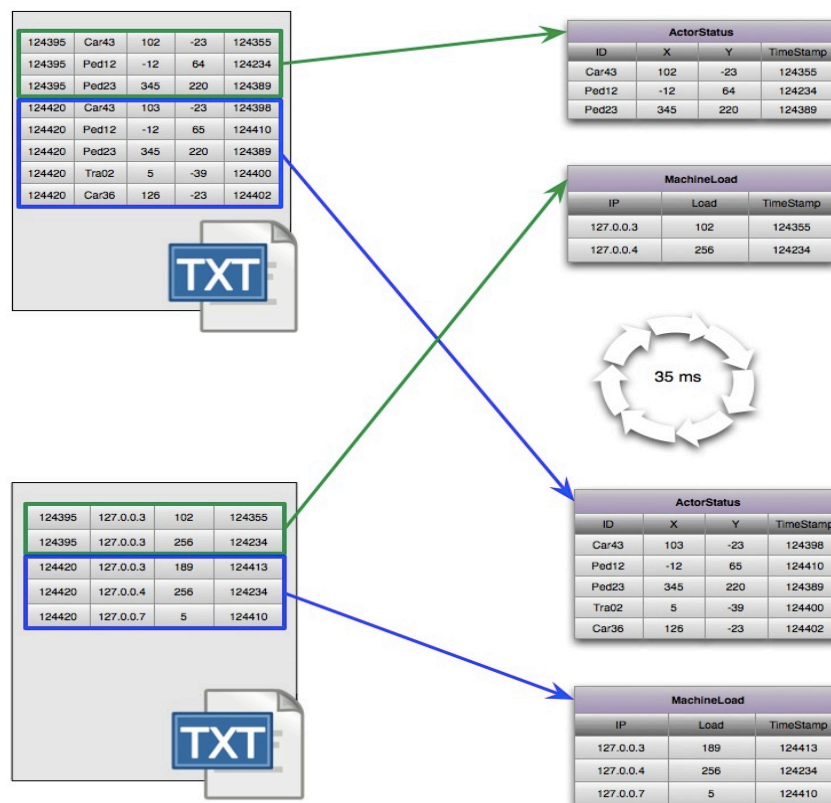 124395 Car43 102 -23 124355
124395 Ped12 -12 64 124234
124395 Ped23 345 220 124389
124420 Car43 103 -23 124398
124420 Ped12 -12 65 124410
124420 Ped23 345 220 124389
124420 Tra02 5 -39 124400
124420 Car36 126 -23 124402
TXT
ActorStatus
ID X Y TimeStamp
Car43 102 -23 124355
Ped12 -12 64 124234
Ped23 345 220 124389
MachineLoad
IP Load TimeStamp
127.0.0.3 102 124355
127.0.0.4 256 124234
35 ms
124395 127.0.0.3 102 124355
124395 127.0.0.3 256 124234
124420 127.0.0.3 189 124413
124420 127.0.0.4 256 124234
124420 127.0.0.7 5 124410
TXT
ActorStatus
ID X Y TimeStamp
Car43 103 -23 124398
Ped12 -12 65 124410
Ped23 345 220 124389
Tra02 5 -39 124400
Car36 126 -23 124402
MachineLoad
IP Load TimeStamp
127.0.0.3 189 124413
127.0.0.4 256 124234
127.0.0.7 5 124410